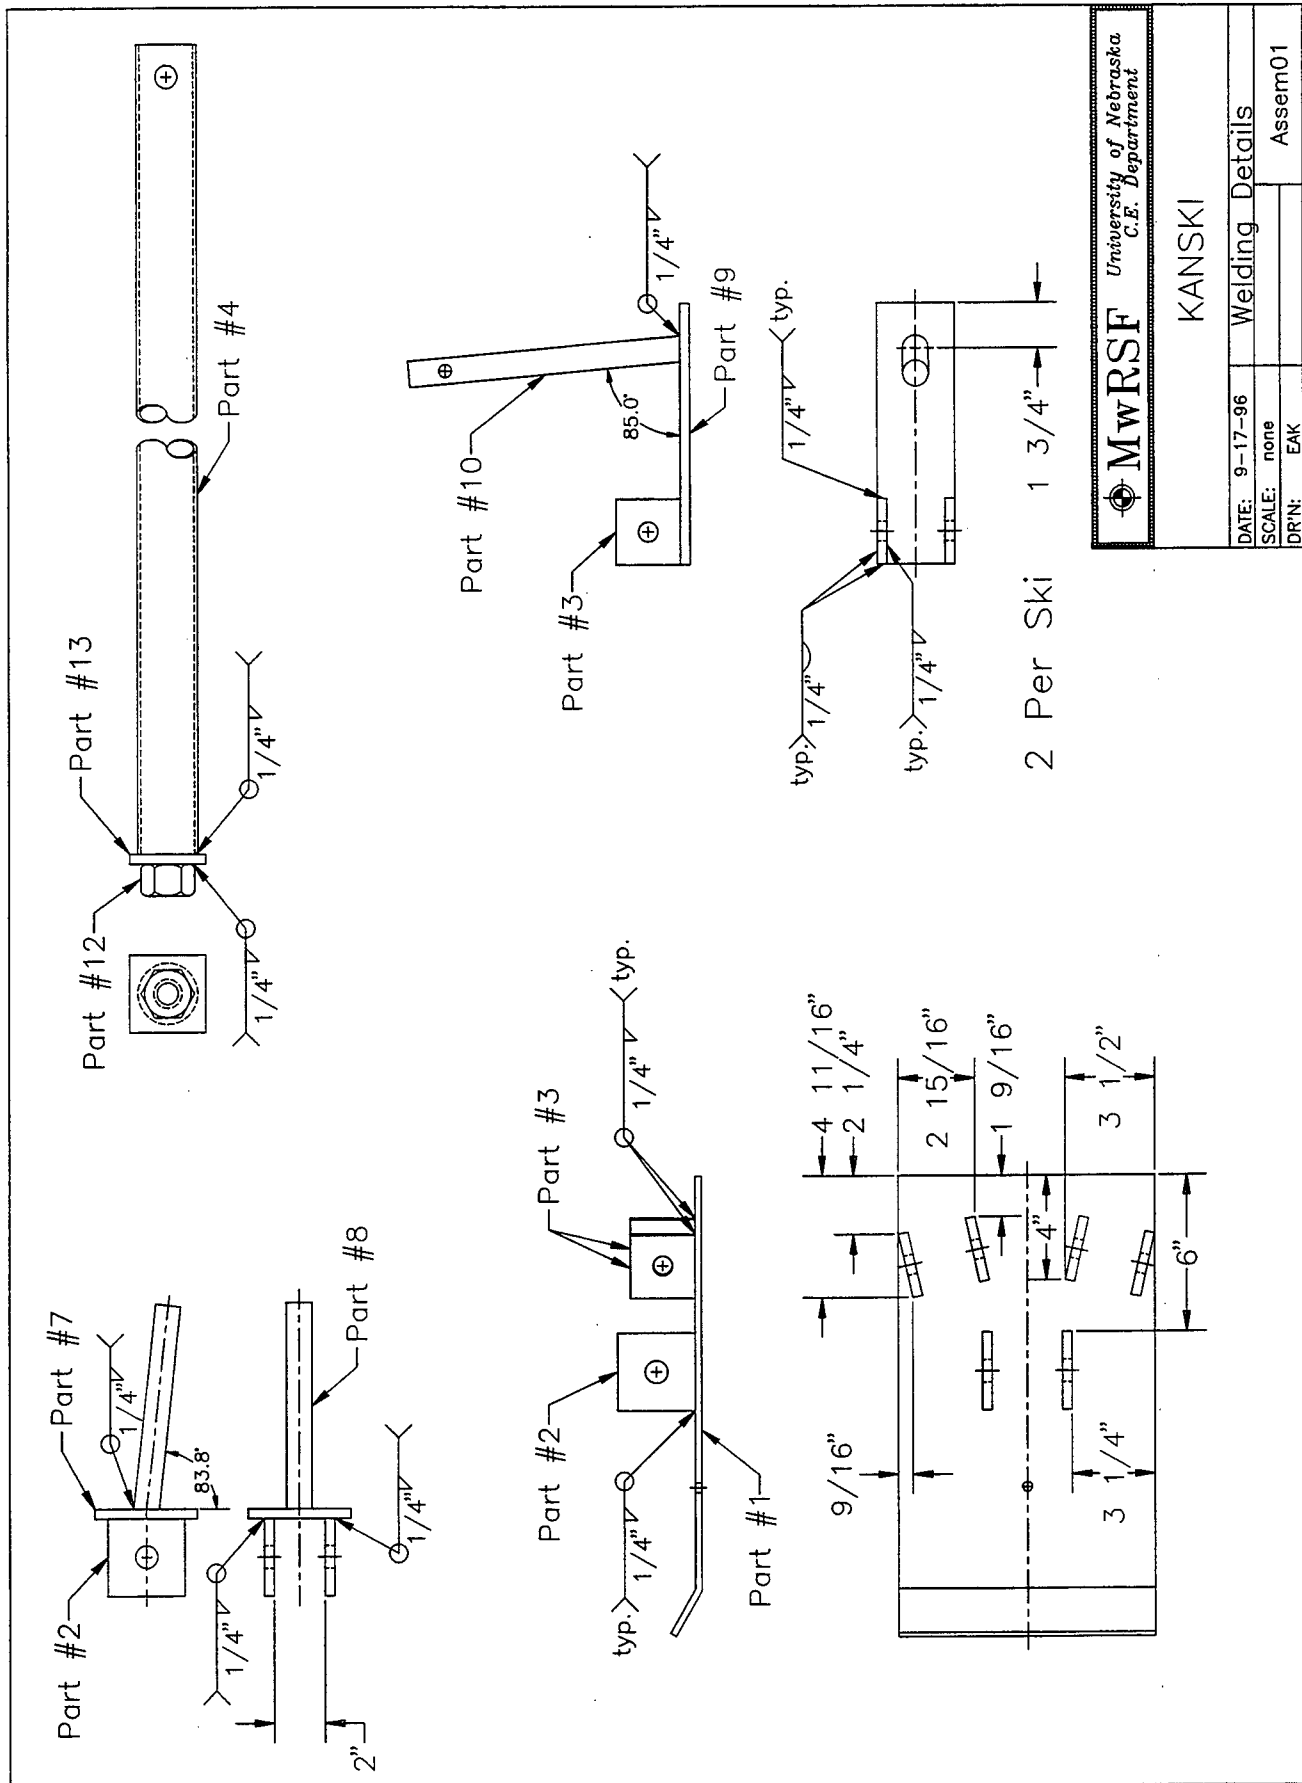 Part #2
Part #7
1/4"
83.8°
1/4"
2"
1/4"
Part #8
Part #12
Part #13
1/4"
1/4"
Part #4
typ.
1/4"
Part #2
Part #3
1/4"
typ.
Part #1
9/16"
3 1/4"
4 11/16"
2 1/4"
2 15/16"
1 9/16"
4"
3 1/2"
6"
Part #3
Part #10
85.0°
1/4"
Part #9
typ.
1/4"
typ.
1/4"
1/4"
typ.
1 3/4"
2 Per Ski
MwRSF
University of Nebraska
C.E. Department
KANSKI
DATE: 9-17-96
Welding Details
SCALE: none
DR'N: EAK
Assem01